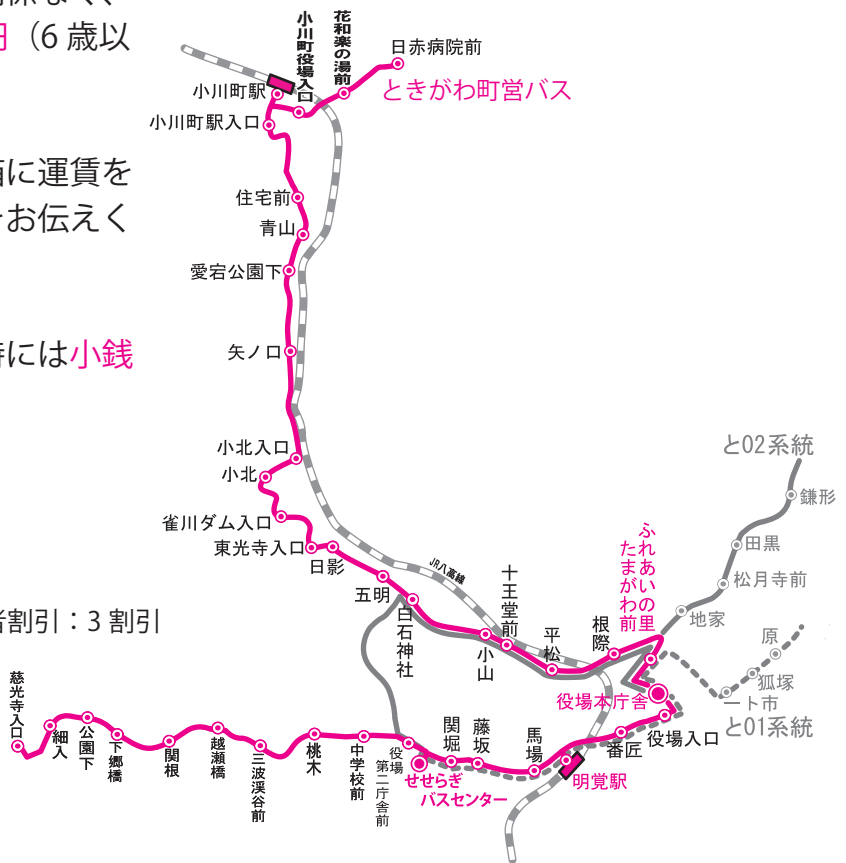 円（6 歳以
に運賃を
お伝えく
時には小銭
者割引：3 割引
小川町役場入口
花和楽の湯前
日赤病院前
小川町駅
ときがわ町営バス
小川町駅入口
住宅前
青山
愛宕公園下
矢ノ口
小北入口
小北
雀川ダム入口
東光寺入口
日影
五明
白石神社
JR八高線
小山
十王堂前
平松
根際
ふれあいの里
たまがわ前
と02系統
鎌形
田黒
松月寺前
地家
原
狐塚
ート市
と01系統
役場本庁舎
役場入口
番匠
明覚駅
馬場
藤坂
関堀
せせらぎ
バスセンター
役場
第二庁舎前
中学校前
桃木
三波渓谷前
越瀬橋
関根
下郷橋
公園下
細入
慈光寺入口